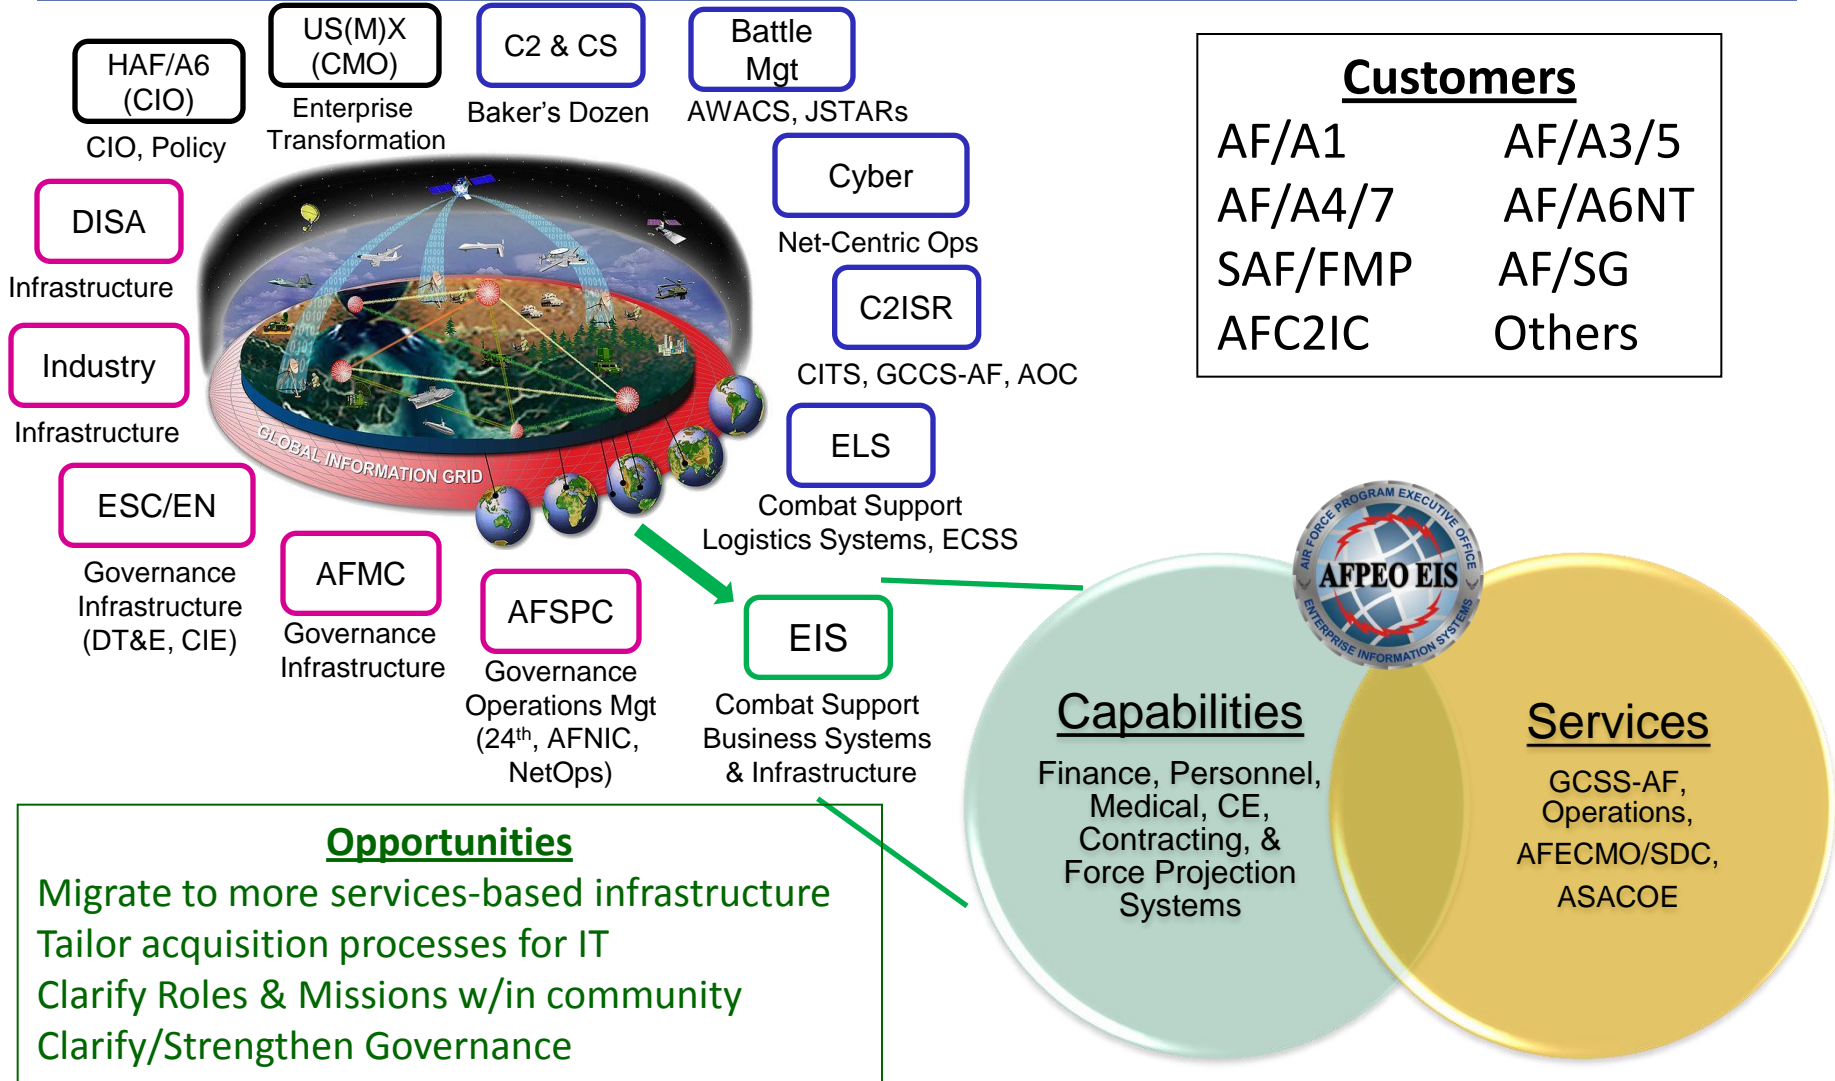 US(M)X
(CMO)
Enterprise
Transformation
C2 & CS
Baker's Dozen
Battle
Mgt
AWACS, JSTARs
HAF/A6
(CIO)
CIO, Policy
Customers
AF/A1 AF/A3/5
AF/A4/7 AF/A6NT
SAF/FMP AF/SG
AFC2IC Others
Cyber
Net-Centric Ops
DISA
Infrastructure
C2ISR
CITS, GCCS-AF, AOC
Industry
Infrastructure
GLOBAL INFORMATION GRID
ELS
Combat Support
Logistics Systems, ECSS
ESC/EN
Governance
Infrastructure
(DT&E, CIE)
AFMC
Governance
Infrastructure
AFSPC
Governance
Operations Mgt
(24th, AFNIC,
NetOps)
EIS
Combat Support
Business Systems
& Infrastructure
AIR FORCE PROGRAM EXECUTIVE OFFICE
AFPEO EIS
ENTERPRISE INFORMATION SYSTEMS
Capabilities
Finance, Personnel,
Medical, CE,
Contracting, &
Force Projection
Systems
Services
GCSS-AF,
Operations,
AFECMO/SDC,
ASACOE
Opportunities
Migrate to more services-based infrastructure
Tailor acquisition processes for IT
Clarify Roles & Missions w/in community
Clarify/Strengthen Governance